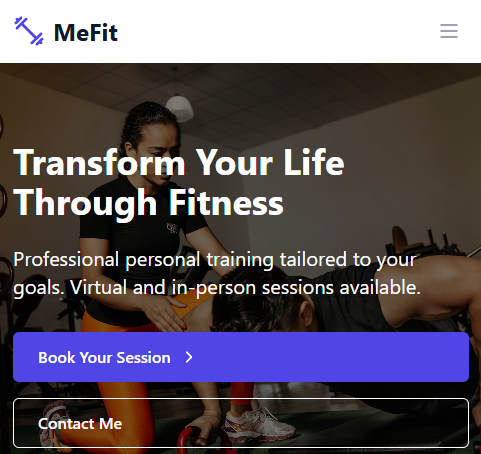 MeFit
Transform Your Life
Through Fitness
Professional personal training tailored to your
goals. Virtual and in-person sessions available.
Book Your Session
Contact Me